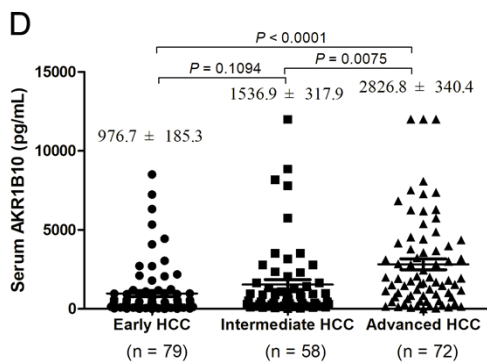 D
P < 0.0001
P = 0.1094
P = 0.0075
976.7 ± 185.3
1536.9 ± 317.9
2826.8 ± 340.4
Serum AKR1B10 (pg/mL)
15000
10000
5000
0
Early HCC Intermediate HCC Advanced HCC
(n = 79) (n = 58) (n = 72)